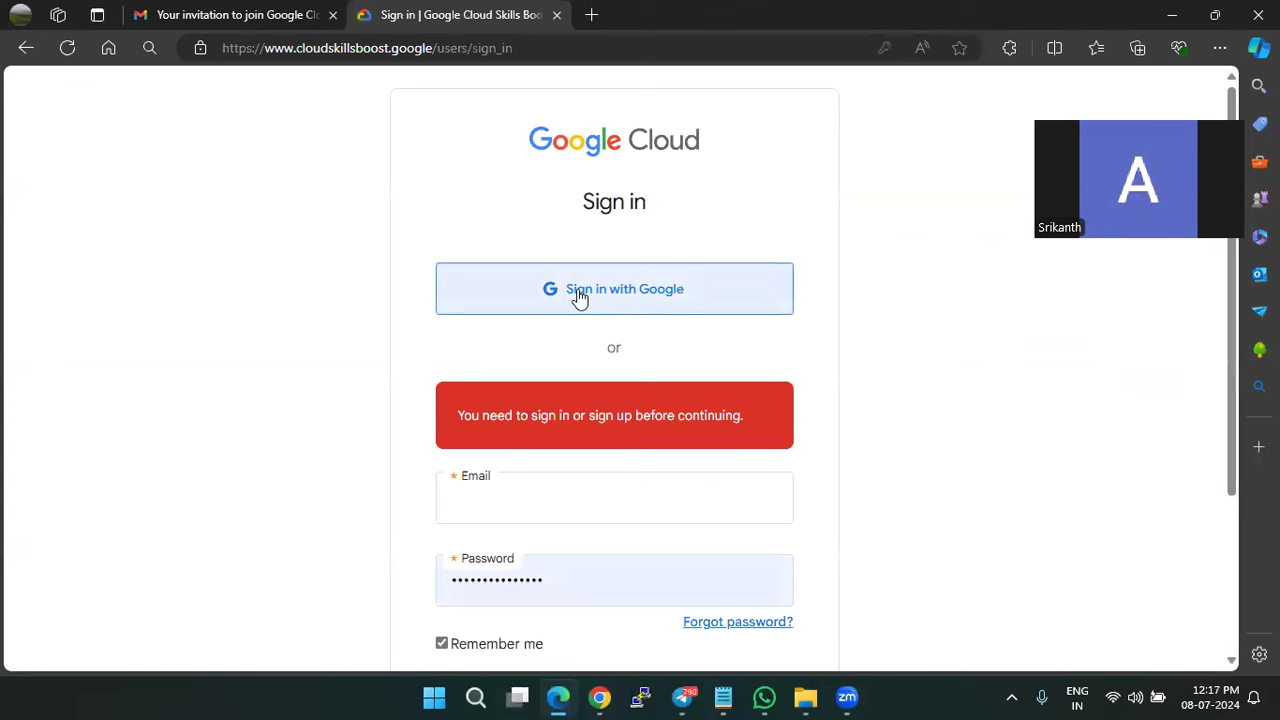 Your invitation to join Google Cl
Sign in | Google Cloud Skills Boo
https://www.cloudskillsboost.google/users/sign_in
Google Cloud
Sign in
Sign in with Google
or
You need to sign in or sign up before continuing.
* Email
* Password
•••••••••••••••
Forgot password?
Remember me
A
Srikanth
290
zm
ENG
IN
12:17 PM
08-07-2024